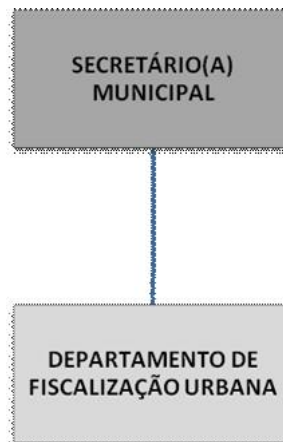 SECRETÁRIO(A)
MUNICIPAL
DEPARTAMENTO DE
FISCALIZAÇÃO URBANA